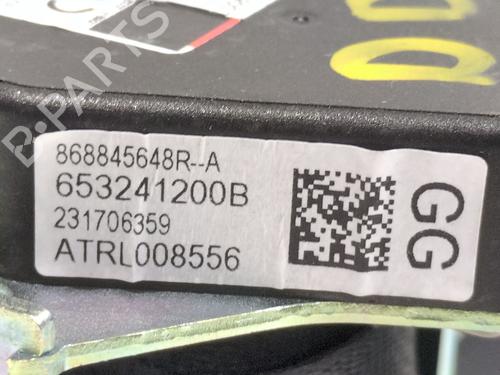 868845648R--A
653241200B
231706359
ATRL008556
GG
B-PARTS